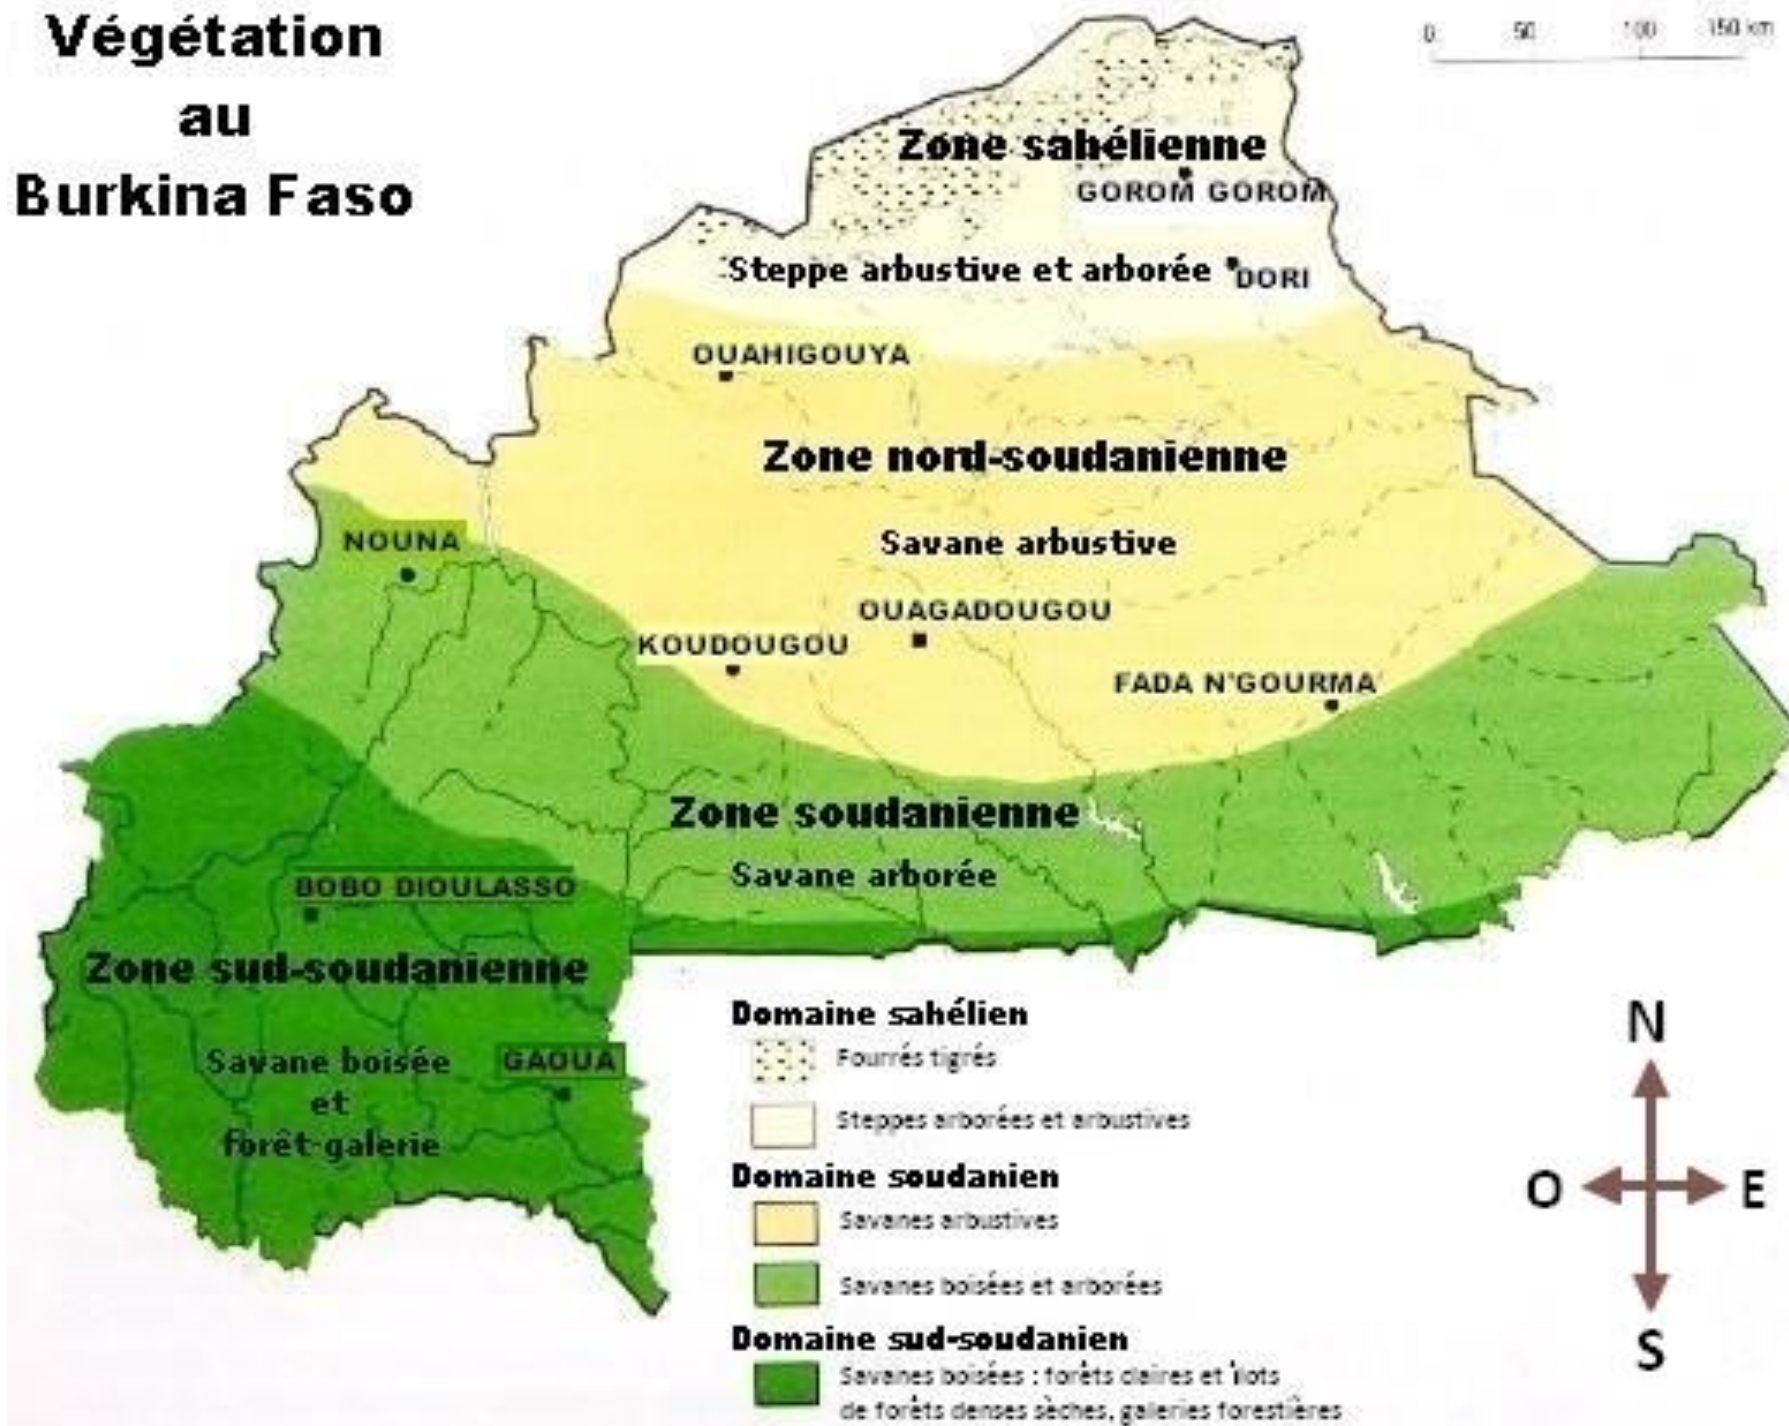 Végétation
au
Burkina Faso
0 50 100 150 km
Zone sahélienne
GOROM GOROM
Steppe arbustive et arborée
DORI
OUAHIGOUYA
Zone nord-soudanienne
Savane arbustive
NOUNA
OUAGADOUGOU
KOUDOUGOU
FADA N'GOURMA
Zone soudanienne
Savane arborée
BOBO DIOULASSO
Zone sud-soudanienne
Savane boisée
et
forêt-galerie
GAOUA
Domaine sahélien
Fourrés tigrés
Steppes arborées et arbustives
Domaine soudanien
Savanes arbustives
Savanes boisées et arborées
Domaine sud-soudanien
Savanes boisées : forêts claires et ilots
de forêts denses sèches, galeries forestières
N
O E
S